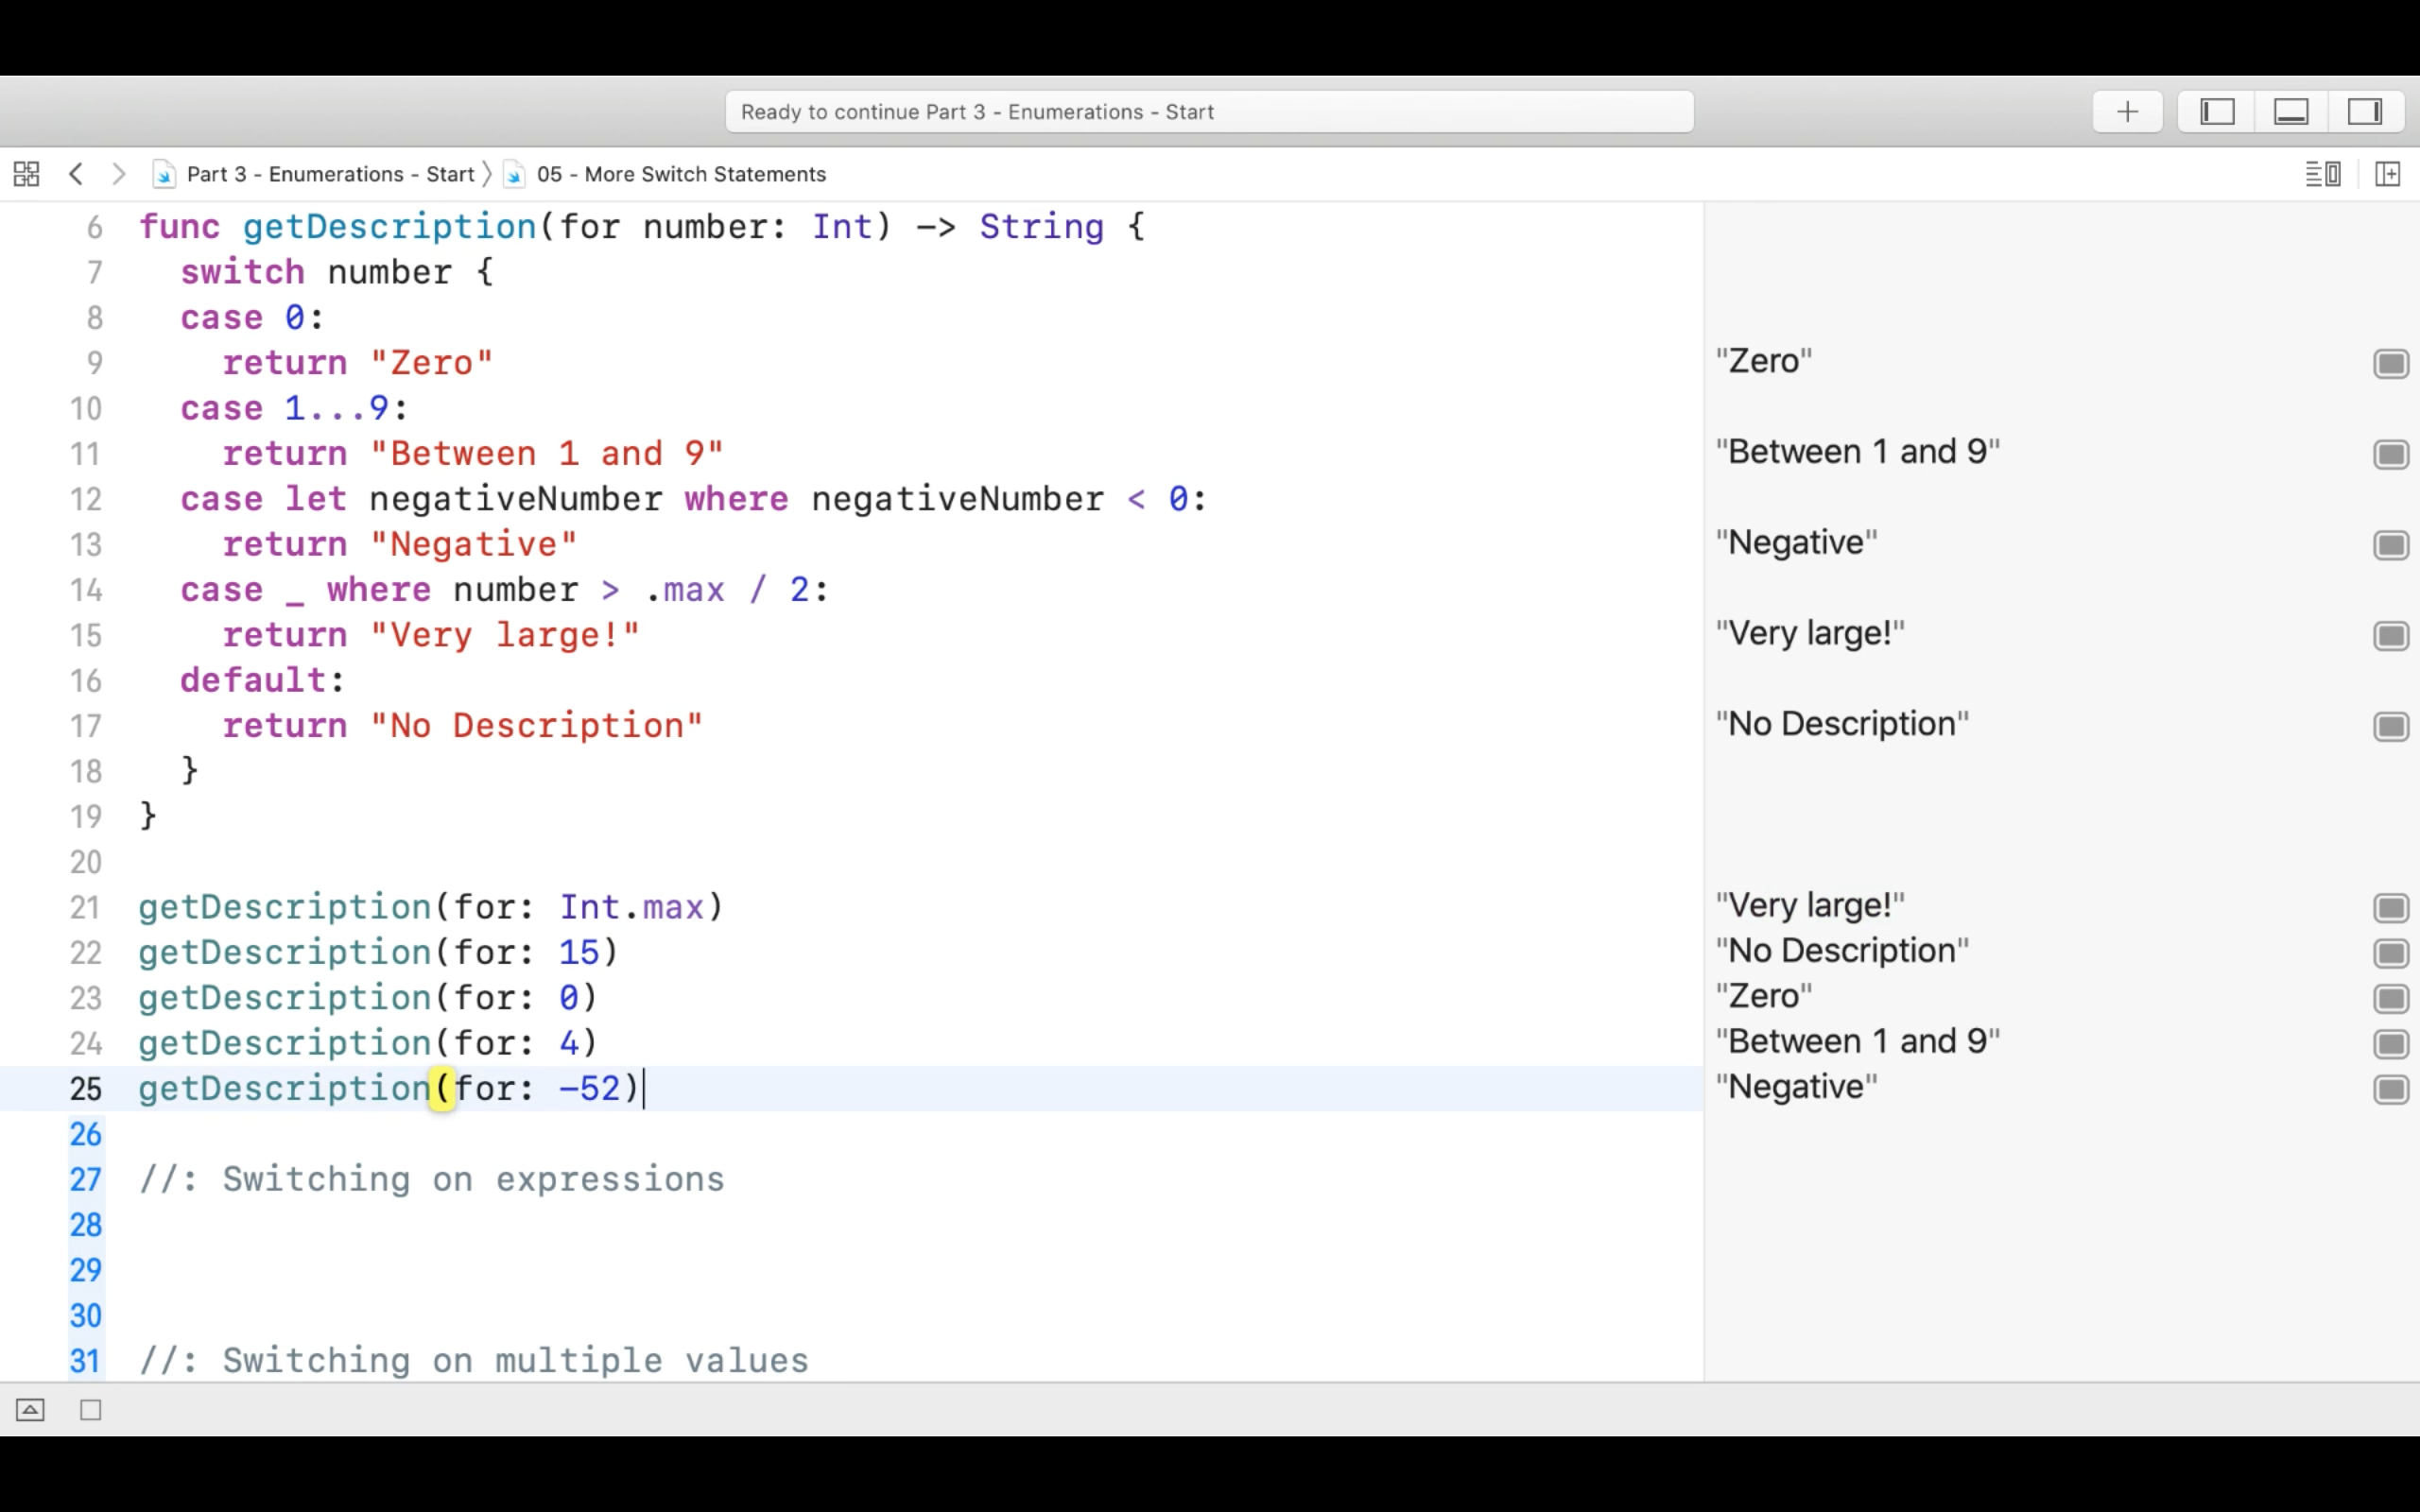 Ready to continue Part 3 - Enumerations - Start
Part 3 - Enumerations - Start 〉 05 - More Switch Statements
6 func getDescription(for number: Int) -> String {
7   switch number {
8   case 0:
9     return "Zero" "Zero"
10   case 1...9:
11     return "Between 1 and 9" "Between 1 and 9"
12   case let negativeNumber where negativeNumber < 0:
13     return "Negative" "Negative"
14   case _ where number > .max / 2:
15     return "Very large!" "Very large!"
16   default:
17     return "No Description" "No Description"
18   }
19 }
20
21 getDescription(for: Int.max) "Very large!"
22 getDescription(for: 15) "No Description"
23 getDescription(for: 0) "Zero"
24 getDescription(for: 4) "Between 1 and 9"
25 getDescription(for: -52) "Negative"
26
27 //: Switching on expressions
28
29
30
31 //: Switching on multiple values